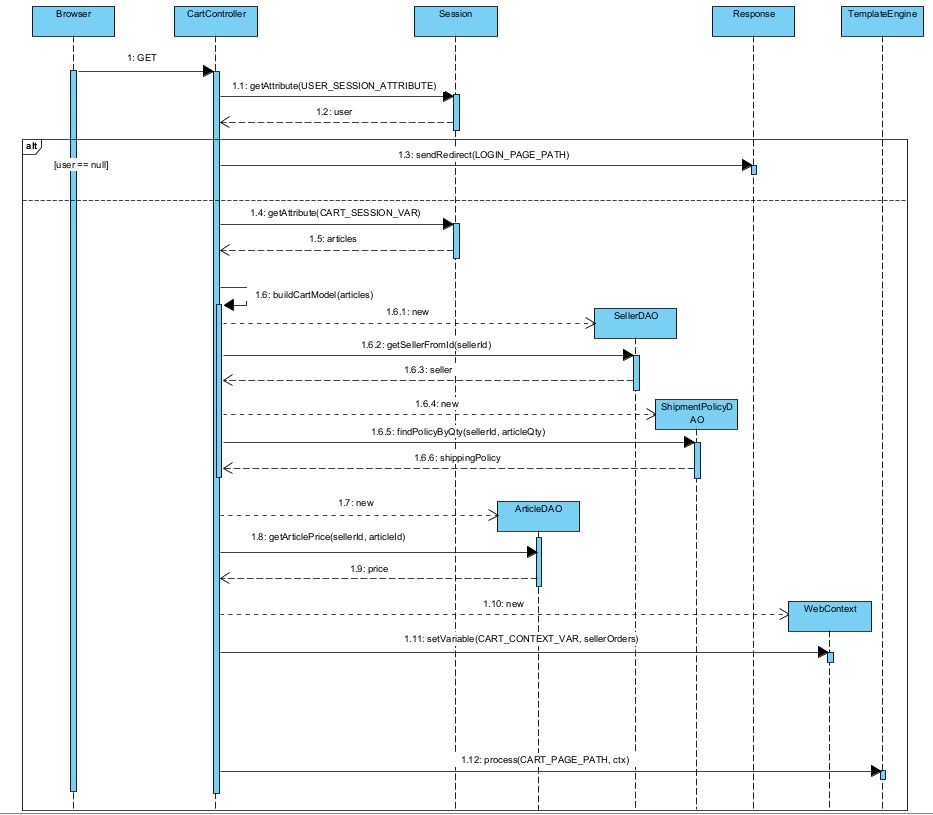 Browser
CartController
Session
Response
TemplateEngine
1: GET
1.1: getAttribute(USER_SESSION_ATTRIBUTE)
1.2: user
alt
[user == null]
1.3: sendRedirect(LOGIN_PAGE_PATH)
1.4: getAttribute(CART_SESSION_VAR)
1.5: articles
1.6: buildCartModel(articles)
1.6.1: new
SellerDAO
1.6.2: getSellerFromId(sellerId)
1.6.3: seller
1.6.4: new
ShipmentPolicyD
AO
1.6.5: findPolicyByQty(sellerId, articleQty)
1.6.6: shippingPolicy
1.7: new
ArticleDAO
1.8: getArticlePrice(sellerId, articleId)
1.9: price
1.10: new
WebContext
1.11: setVariable(CART_CONTEXT_VAR, sellerOrders)
1.12: process(CART_PAGE_PATH, ctx)